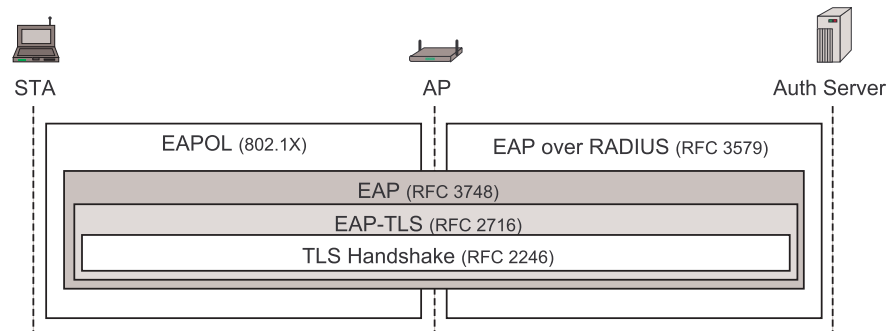 STA
AP
Auth Server
EAPOL (802.1X)
EAP over RADIUS (RFC 3579)
EAP (RFC 3748)
EAP-TLS (RFC 2716)
TLS Handshake (RFC 2246)